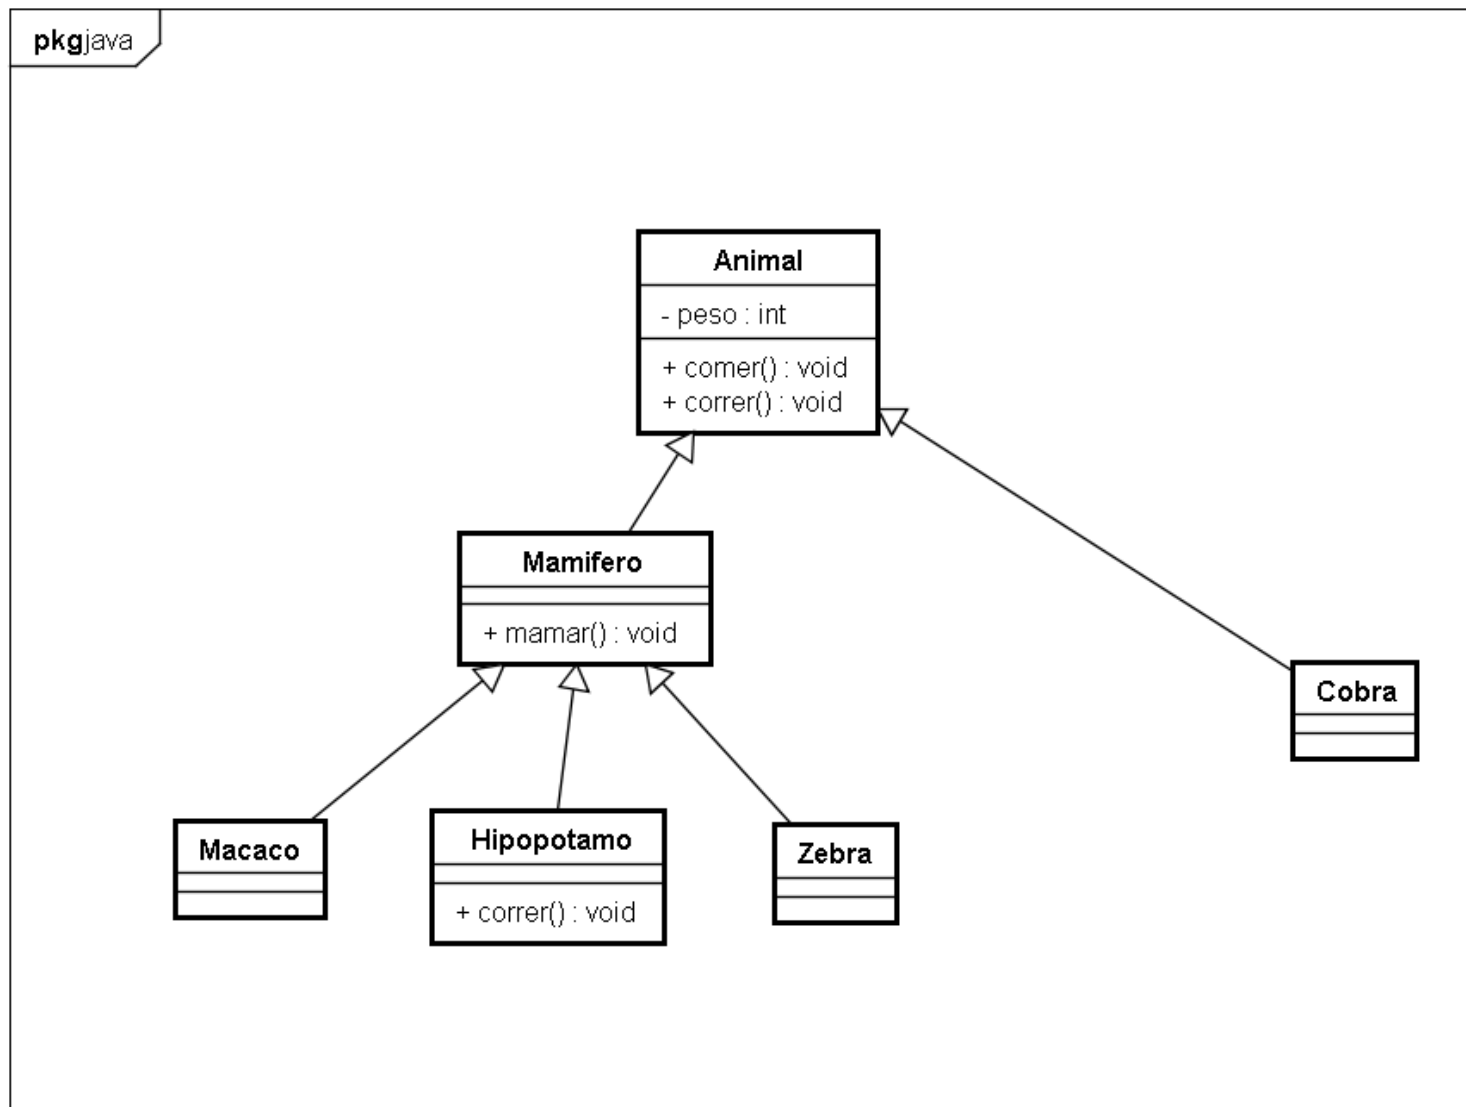 pkgjava
Animal
- peso : int
+ comer() : void
+ correr() : void
Mamifero
+ mamar() : void
Cobra
Macaco
Hipopotamo
+ correr() : void
Zebra